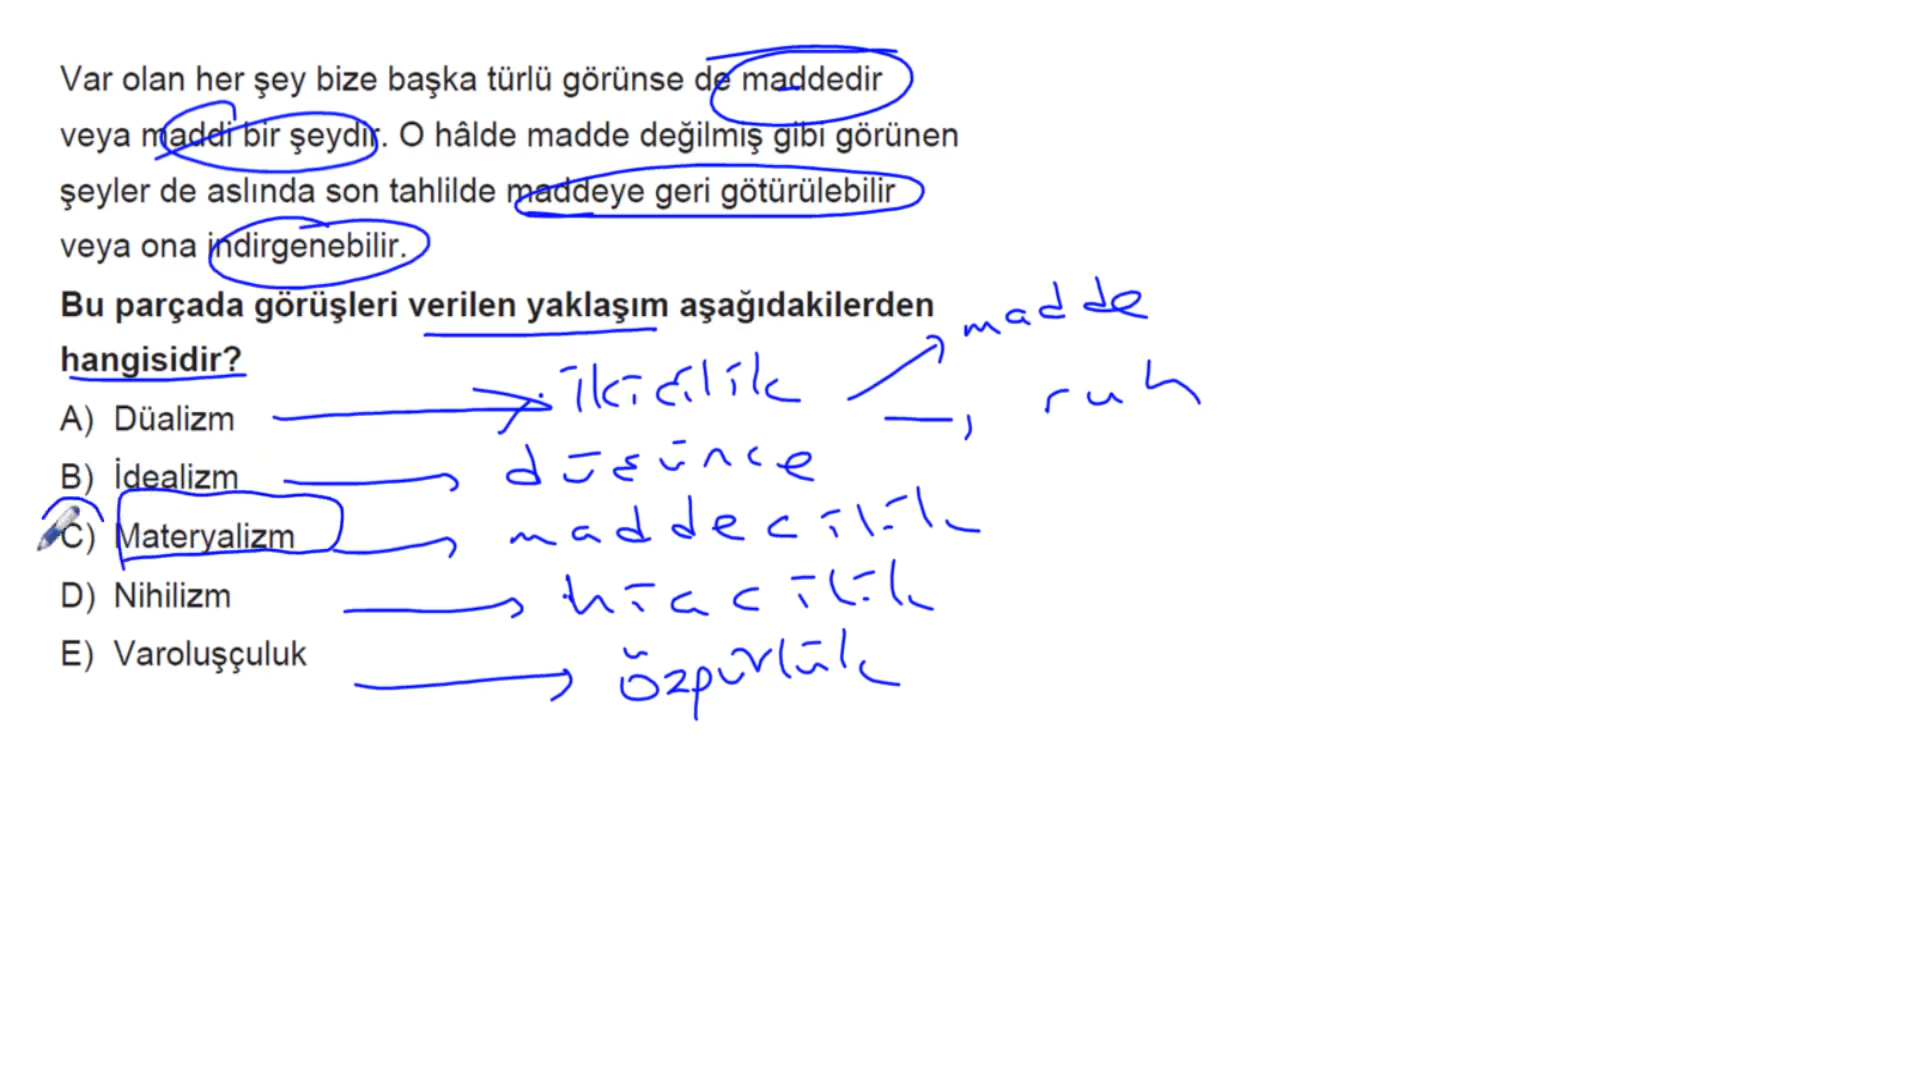 Var olan her şey bize başka türlü görünse de maddedir
veya maddi bir şeydir. O hâlde madde değilmiş gibi görünen
şeyler de aslında son tahlilde maddeye geri götürülebilir
veya ona indirgenebilir.
Bu parçada görüşleri verilen yaklaşım aşağıdakilerden
hangisidir?
madde
A) Düalizm ikicilik ruh
B) İdealizm düşünce
C) Materyalizm maddecilik
D) Nihilizm hiçcilik
E) Varoluşçuluk